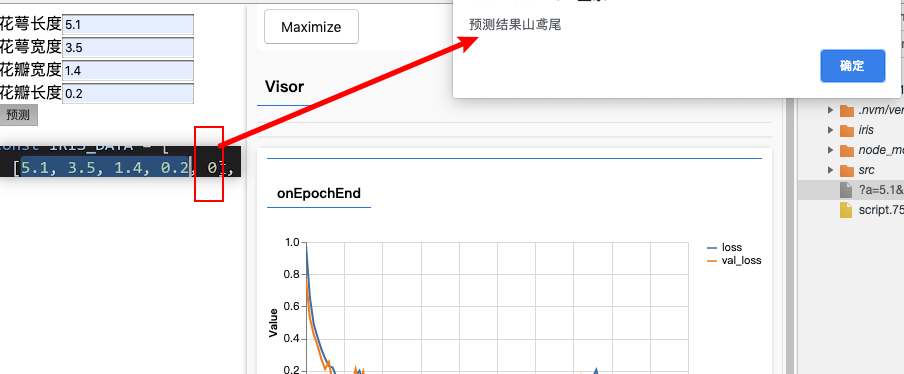 花萼长度 5.1
花萼宽度 3.5
花瓣宽度 1.4
花瓣长度 0.2
预测
const IRIS_DATA = [
[5.1, 3.5, 1.4, 0.2, 0],
Maximize
Visor
onEpochEnd
1.0
0.8
0.6
0.4
0.2
Value
loss
val_loss
预测结果山鸢尾
确定
.nvm/ver
iris
node_mo
src
?a=5.1&
script.75